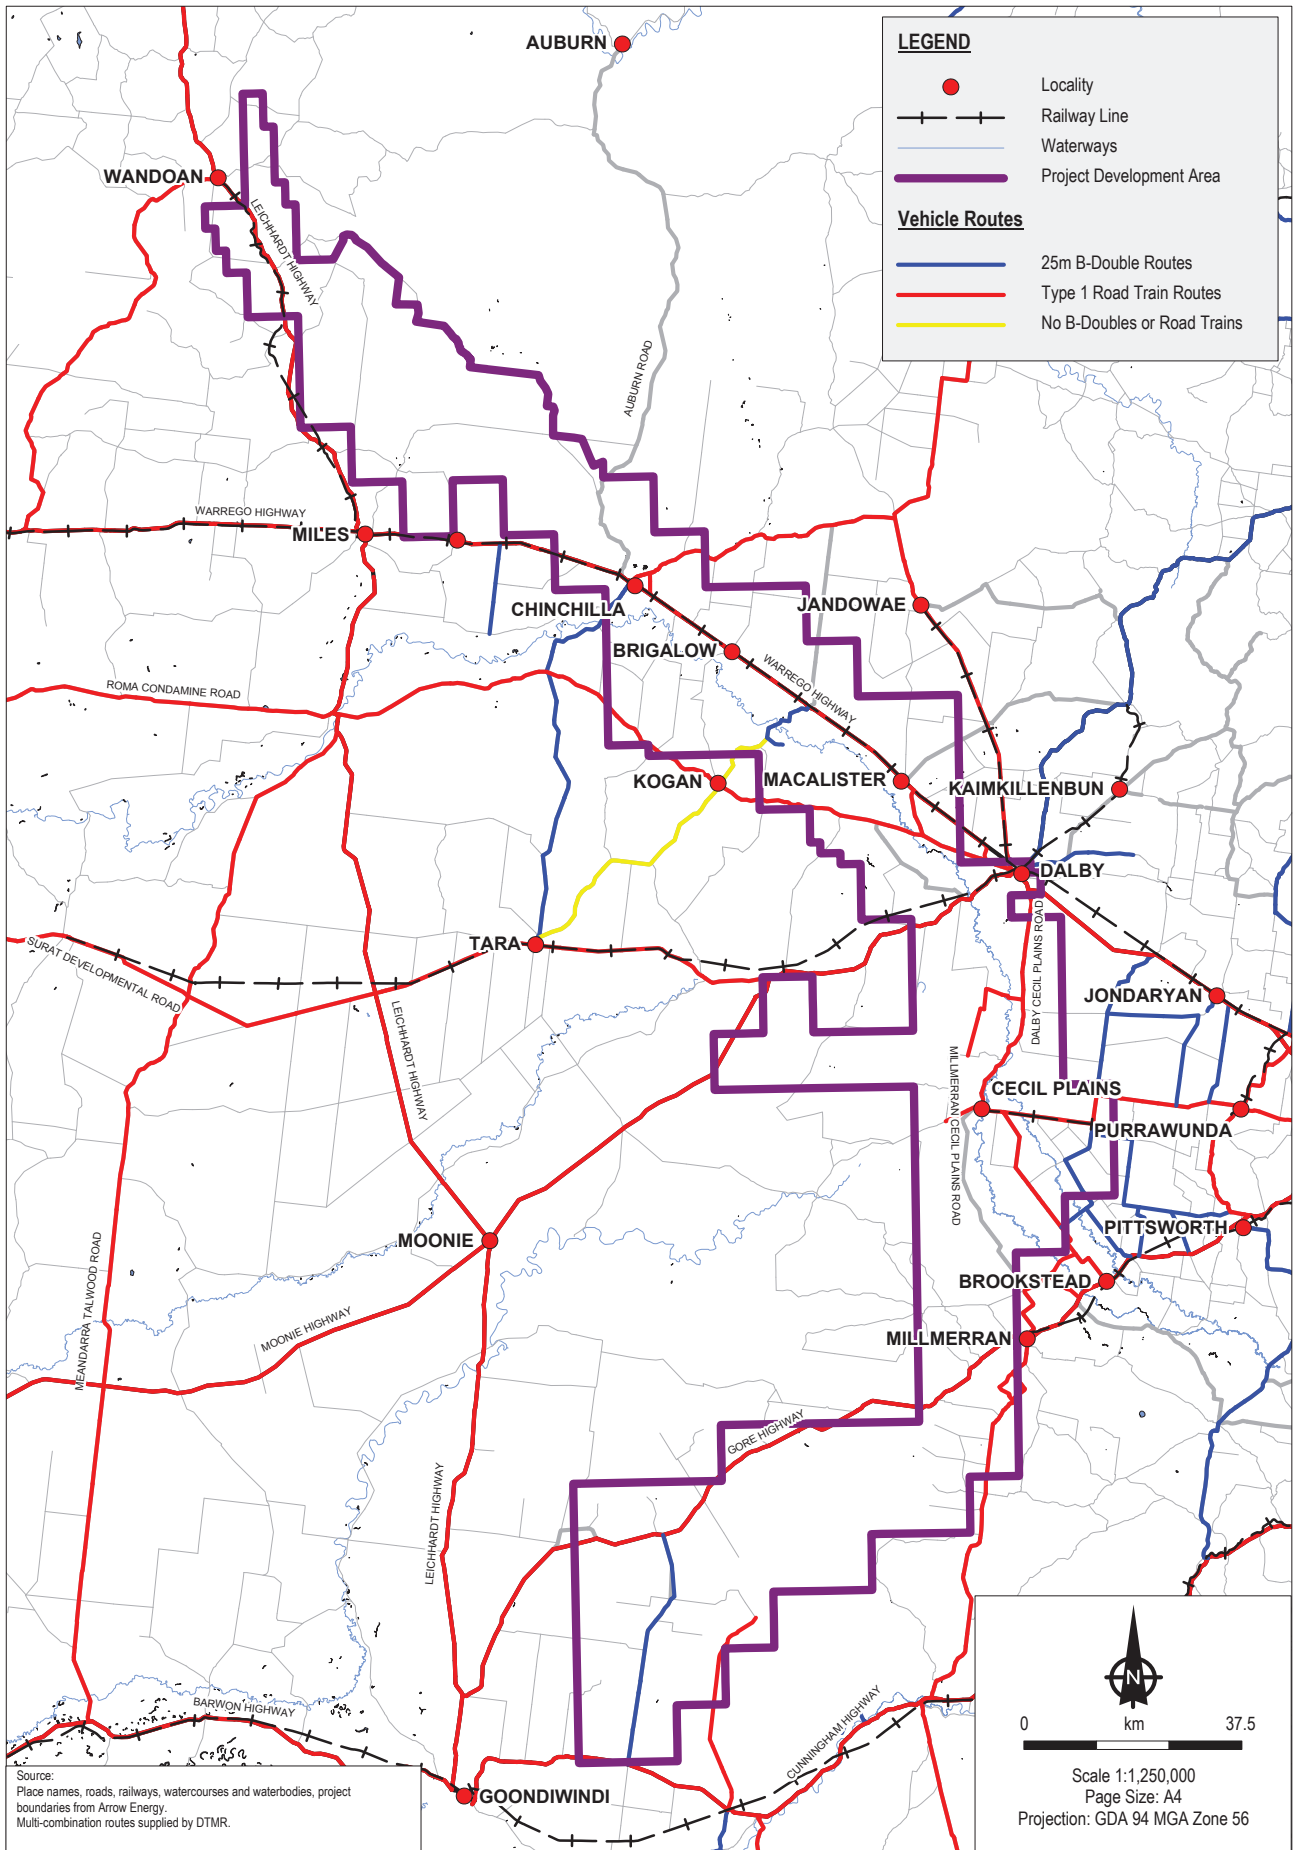 AUBURN
LEGEND
Locality
Railway Line
Waterways
Project Development Area
Vehicle Routes
25m B-Double Routes
Type 1 Road Train Routes
No B-Doubles or Road Trains
WANDOAN
LEICHHARDT HIGHWAY
AUBURN ROAD
WARREGO HIGHWAY
MILES
CHINCHILLA
JANDOWAE
BRIGALOW
WARREGO HIGHWAY
ROMA CONDAMINE ROAD
KOGAN
MACALISTER
KAIMKILLENBUN
DALBY
TARA
SURAT DEVELOPMENTAL ROAD
DALBY CECIL PLAINS ROAD
JONDARYAN
LEICHHARDT HIGHWAY
MILLMERRAN CECIL PLAINS ROAD
CECIL PLAINS
PURRAWUNDA
MOONIE
PITTSWORTH
MEANDARRA TALWOOD ROAD
BROOKSTEAD
MOONIE HIGHWAY
MILLMERRAN
GORE HIGHWAY
LEICHHARDT HIGHWAY
BARWON HIGHWAY
CUNNINGHAM HIGHWAY
GOONDIWINDI
N
0 km 37.5
Scale 1:1,250,000
Page Size: A4
Projection: GDA 94 MGA Zone 56
Source:
Place names, roads, railways, watercourses and waterbodies, project
boundaries from Arrow Energy.
Multi-combination routes supplied by DTMR.